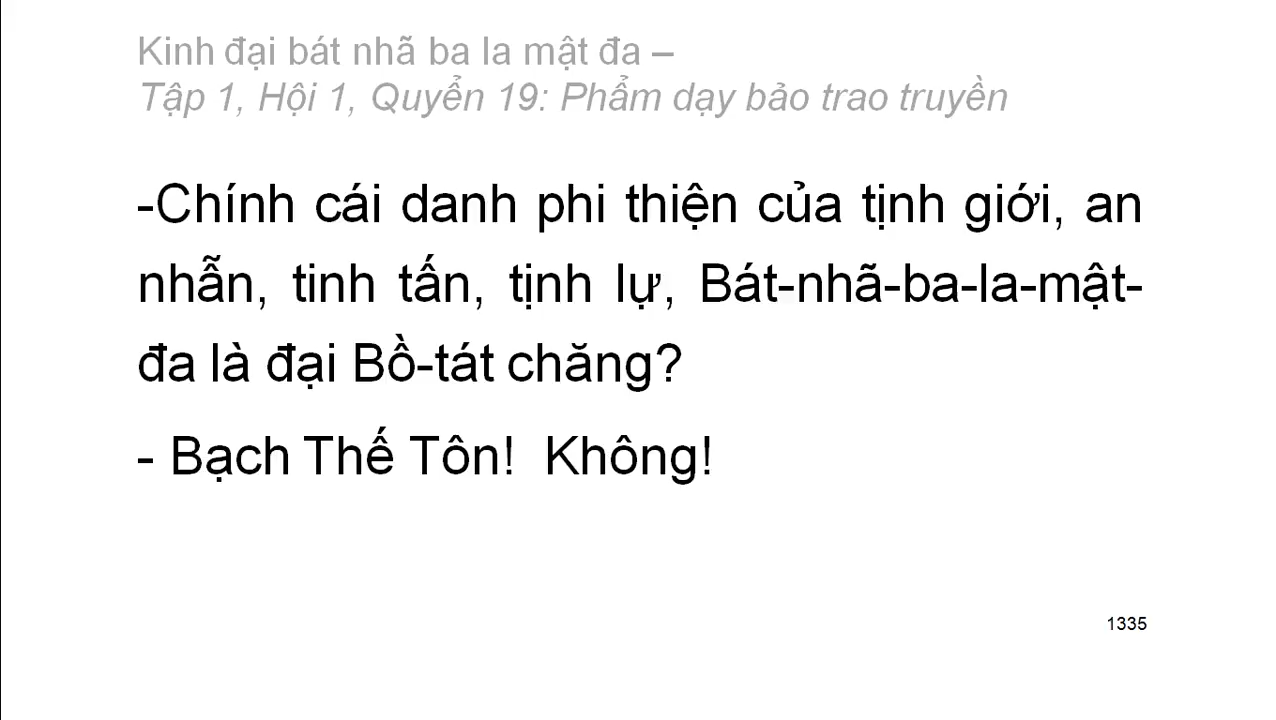 Kinh đại bát nhã ba la mật đa –
Tập 1, Hội 1, Quyển 19: Phẩm dạy bảo trao truyền
-Chính cái danh phi thiện của tịnh giới, an
nhẫn, tinh tấn, tịnh lự, Bát-nhã-ba-la-mật-
đa là đại Bồ-tát chăng?
- Bạch Thế Tôn!  Không!
1335